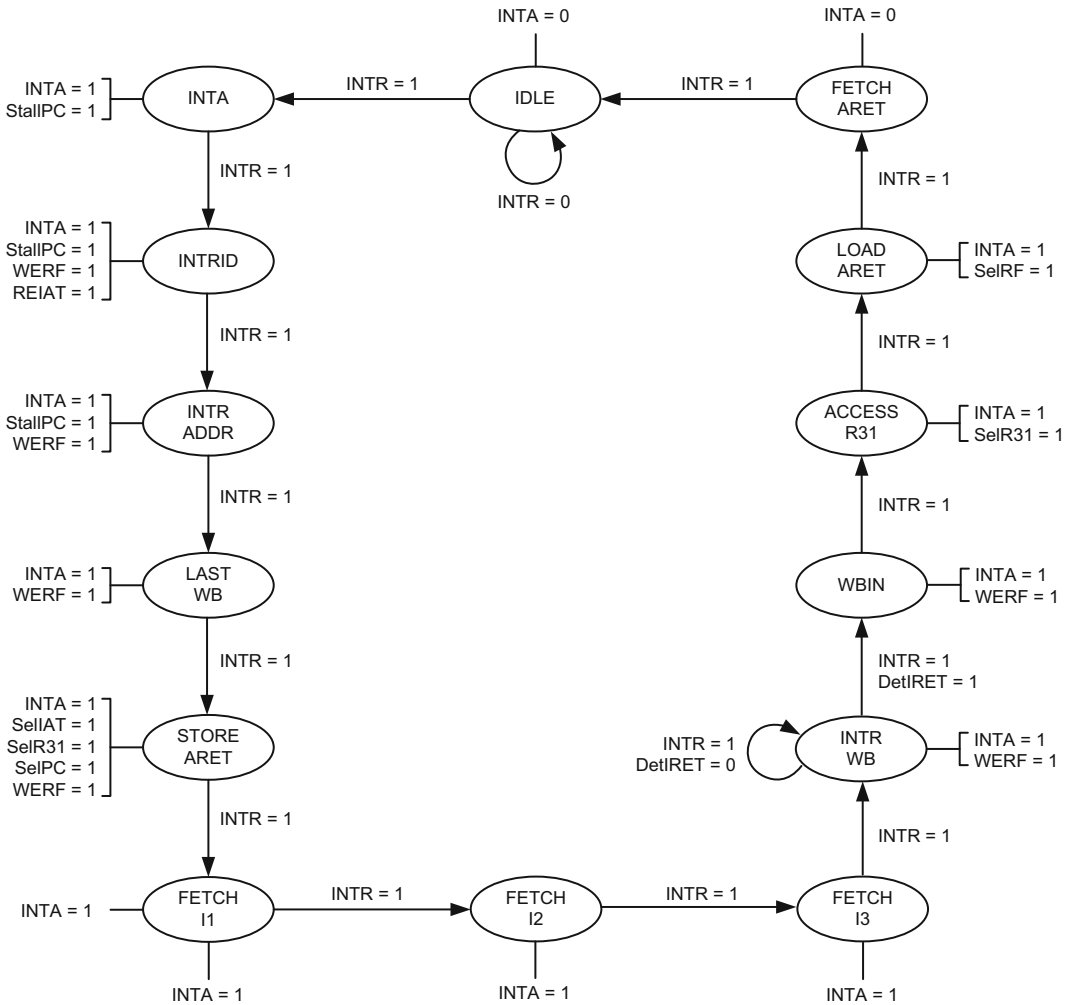 INTA = 0
INTA = 0
INTA = 1
StallPC = 1
INTA
INTR = 1
IDLE
INTR = 1
FETCH
ARET
INTR = 0
INTR = 1
INTR = 1
INTA = 1
StallPC = 1
WERF = 1
REIAT = 1
INTRID
LOAD
ARET
INTA = 1
SelRF = 1
INTR = 1
INTR = 1
INTA = 1
StallPC = 1
WERF = 1
INTR
ADDR
ACCESS
R31
INTA = 1
SelR31 = 1
INTR = 1
INTR = 1
INTA = 1
WERF = 1
LAST
WB
WBIN
INTA = 1
WERF = 1
INTR = 1
INTR = 1
DetIRET = 1
INTA = 1
SelIAT = 1
SelR31 = 1
SelPC = 1
WERF = 1
STORE
ARET
INTR = 1
DetIRET = 0
INTR
WB
INTA = 1
WERF = 1
INTR = 1
INTR = 1
INTA = 1
FETCH
I1
INTR = 1
FETCH
I2
INTR = 1
FETCH
I3
INTA = 1
INTA = 1
INTA = 1